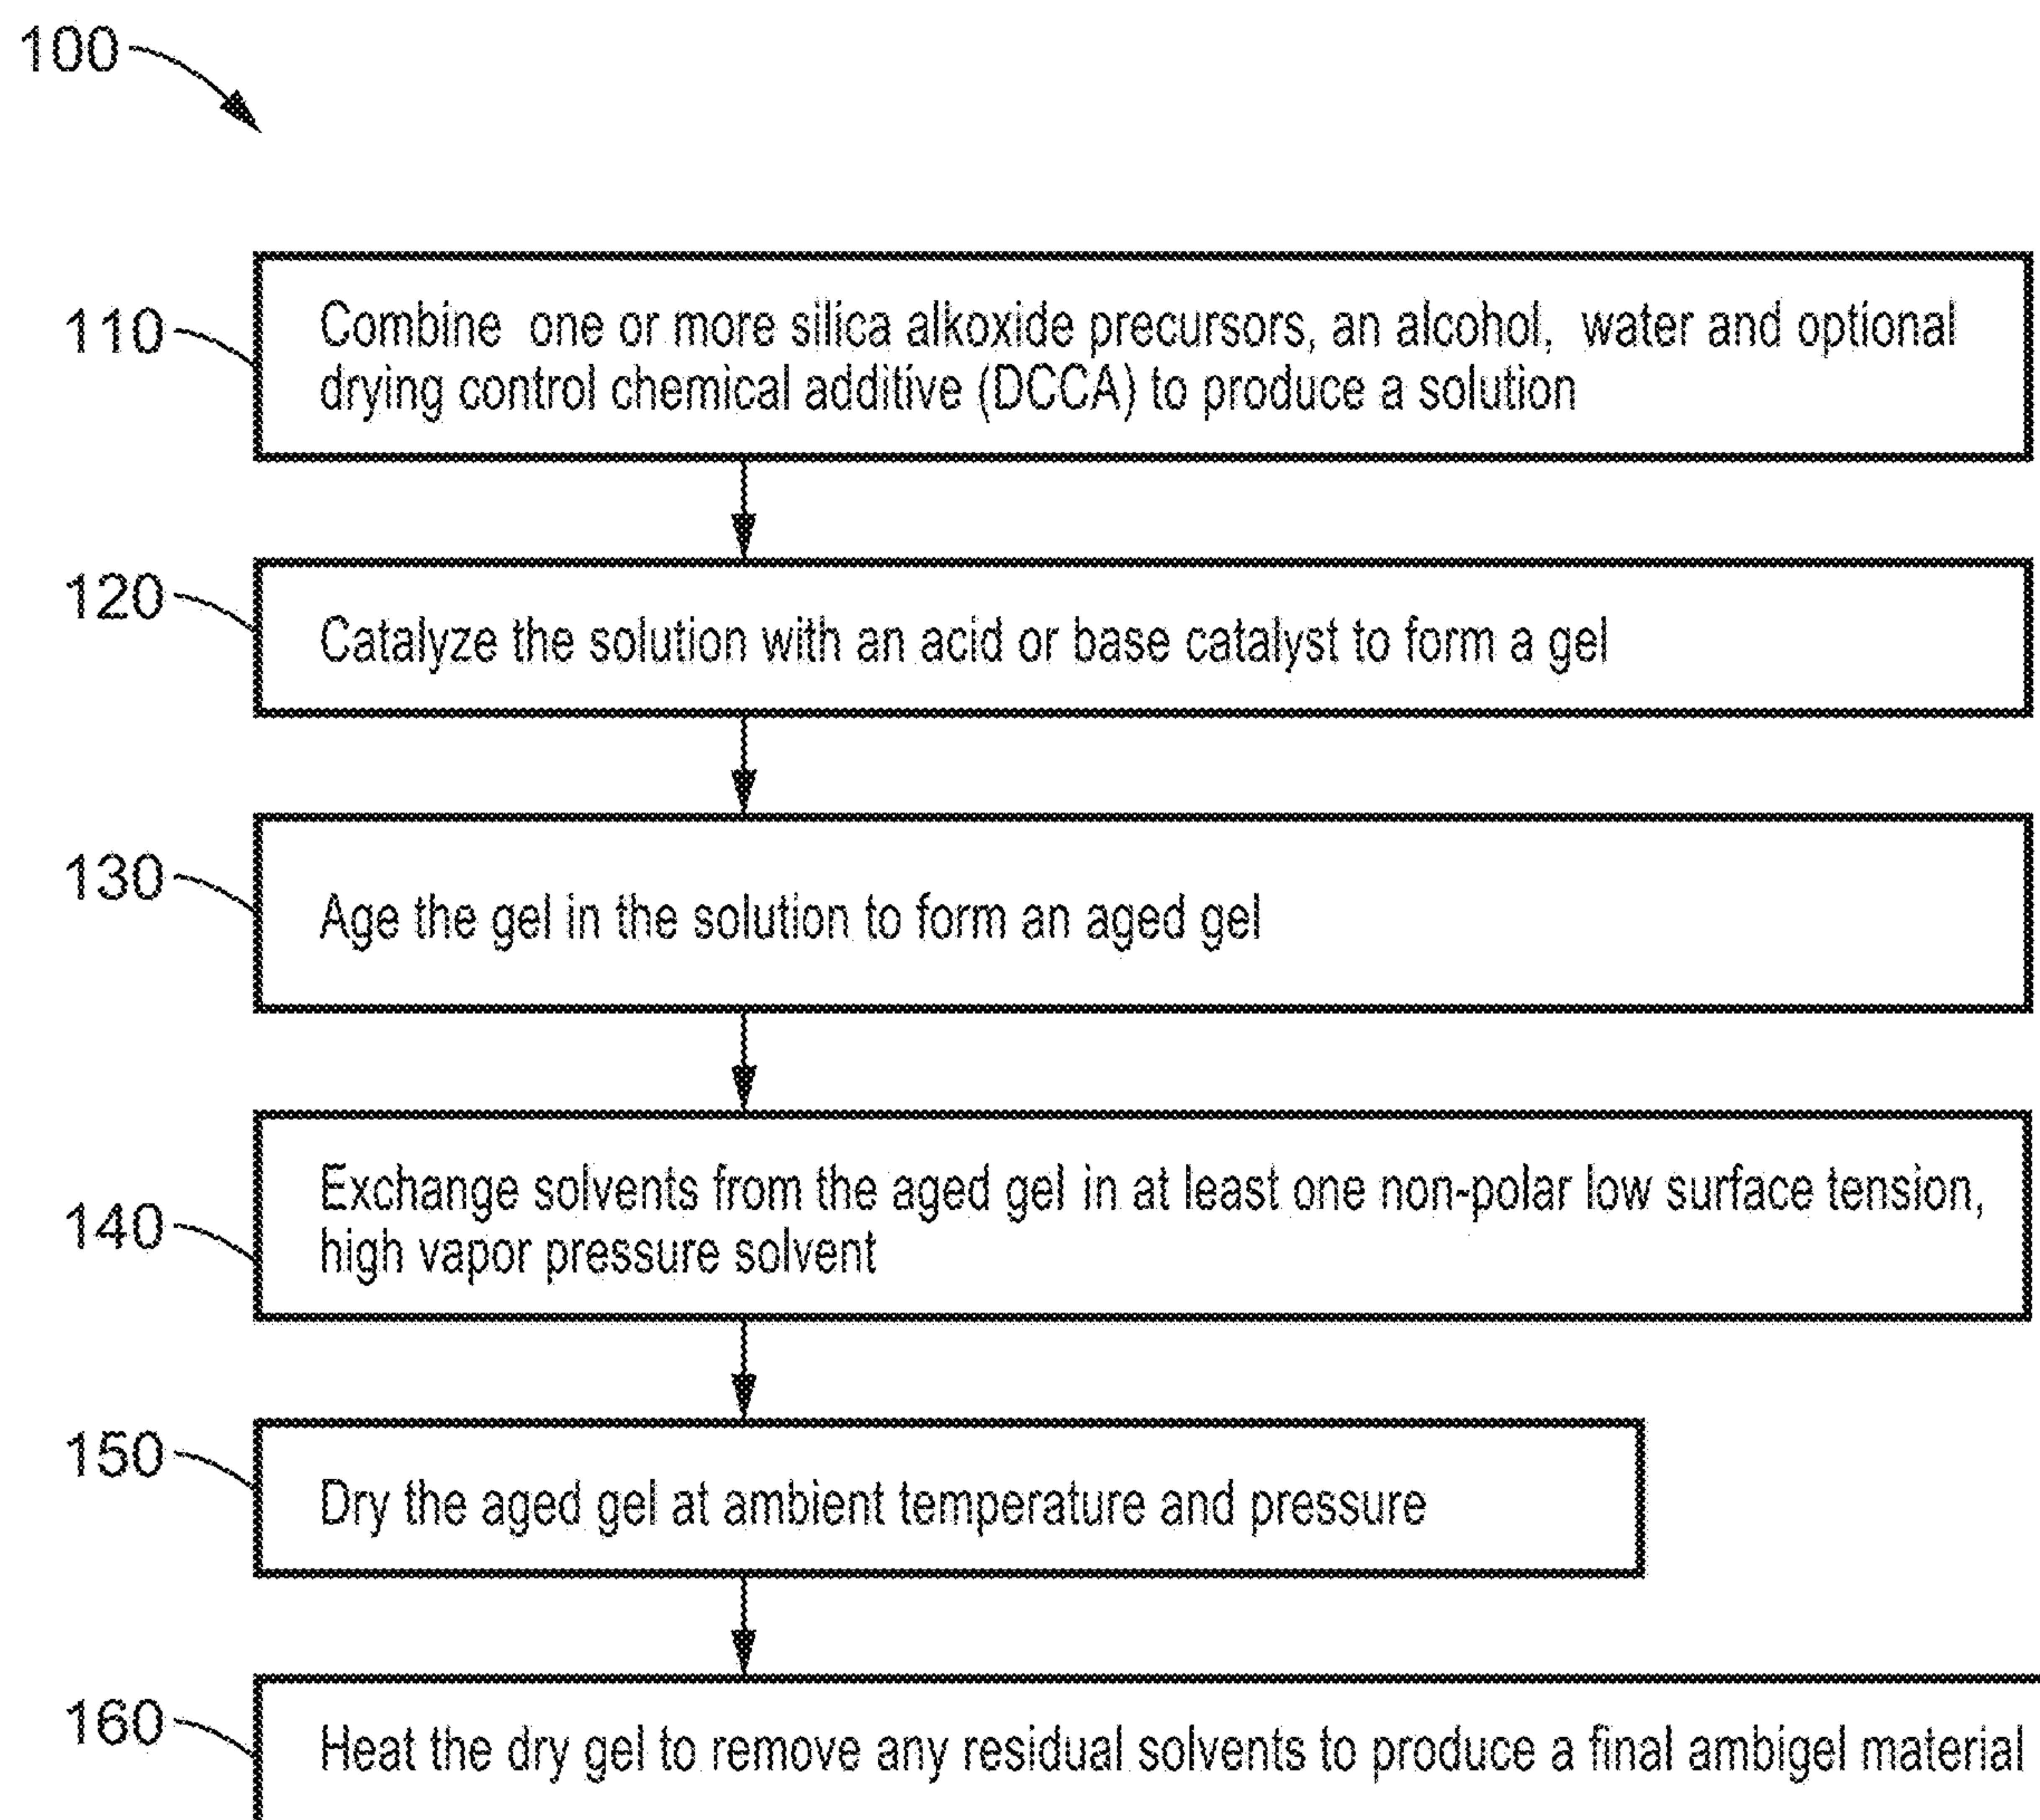 100
110
Combine one or more silica alkoxide precursors, an alcohol, water and optional
drying control chemical additive (DCCA) to produce a solution
120
Catalyze the solution with an acid or base catalyst to form a gel
130
Age the gel in the solution to form an aged gel
140
Exchange solvents from the aged gel in at least one non-polar low surface tension,
high vapor pressure solvent
150
Dry the aged gel at ambient temperature and pressure
160
Heat the dry gel to remove any residual solvents to produce a final ambigel material